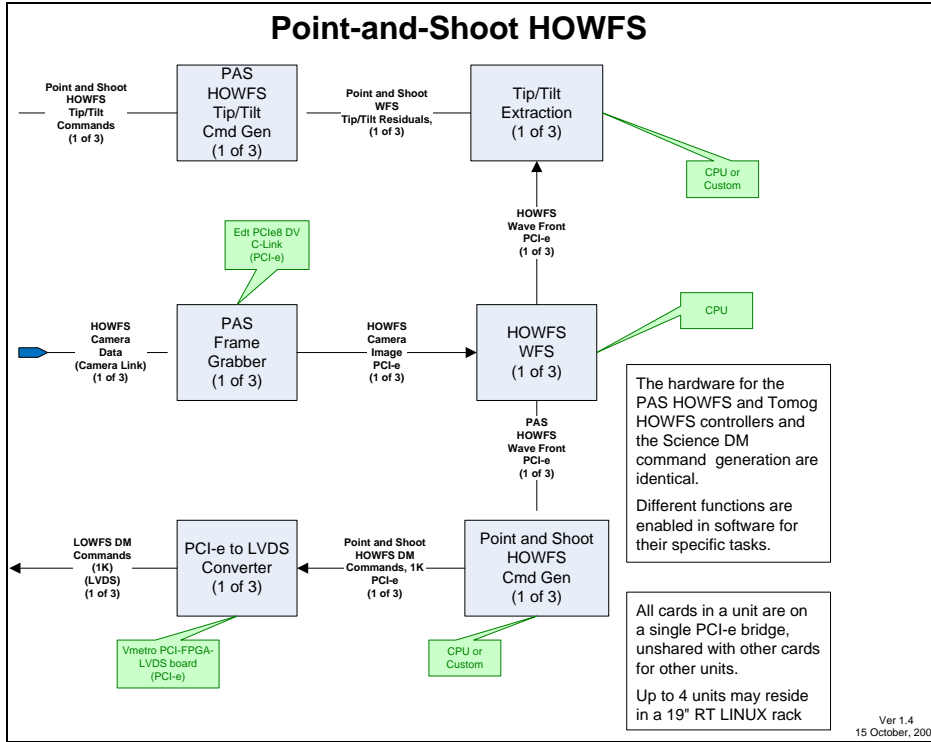 Point-and-Shoot HOWFS
Point and Shoot
HOWFS
Tip/Tilt
Commands
(1 of 3)
PAS
HOWFS
Tip/Tilt
Cmd Gen
(1 of 3)
Point and Shoot
WFS
Tip/Tilt Residuals,
(1 of 3)
Tip/Tilt
Extraction
(1 of 3)
CPU or
Custom
HOWFS
Wave Front
PCI-e
(1 of 3)
Edt PCIe8 DV
C-Link
(PCI-e)
HOWFS
Camera
Data
(Camera Link)
(1 of 3)
PAS
Frame
Grabber
(1 of 3)
HOWFS
Camera
Image
PCI-e
(1 of 3)
HOWFS
WFS
(1 of 3)
CPU
PAS
HOWFS
Wave Front
PCI-e
(1 of 3)
The hardware for the
PAS HOWFS and Tomog
HOWFS controllers and
the Science DM
command generation are
identical.
Different functions are
enabled in software for
their specific tasks.
LOWFS DM
Commands
(1K)
(LVDS)
(1 of 3)
PCI-e to LVDS
Converter
(1 of 3)
Point and Shoot
HOWFS DM
Commands, 1K
PCI-e
(1 of 3)
Point and Shoot
HOWFS
Cmd Gen
(1 of 3)
Vmetro PCI-FPGA-
LVDS board
(PCI-e)
CPU or
Custom
All cards in a unit are on
a single PCI-e bridge,
unshared with other cards
for other units.
Up to 4 units may reside
in a 19" RT LINUX rack
Ver 1.4
15 October, 200